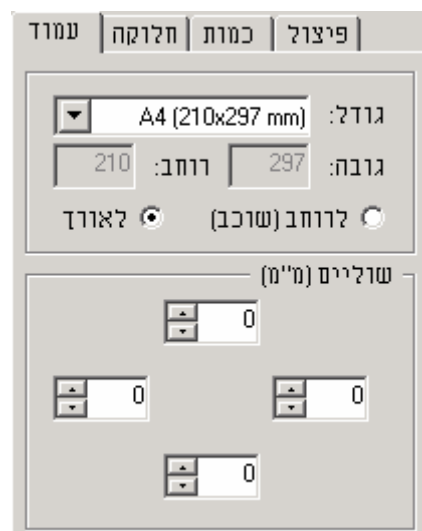 עמוד חלוקה כמות פיצול
גודל: A4 (210x297 mm)
גובה: 297 רוחב: 210
לרוחב (שוכב) לאורך
שוליים (מ''מ)
0
0 0
0